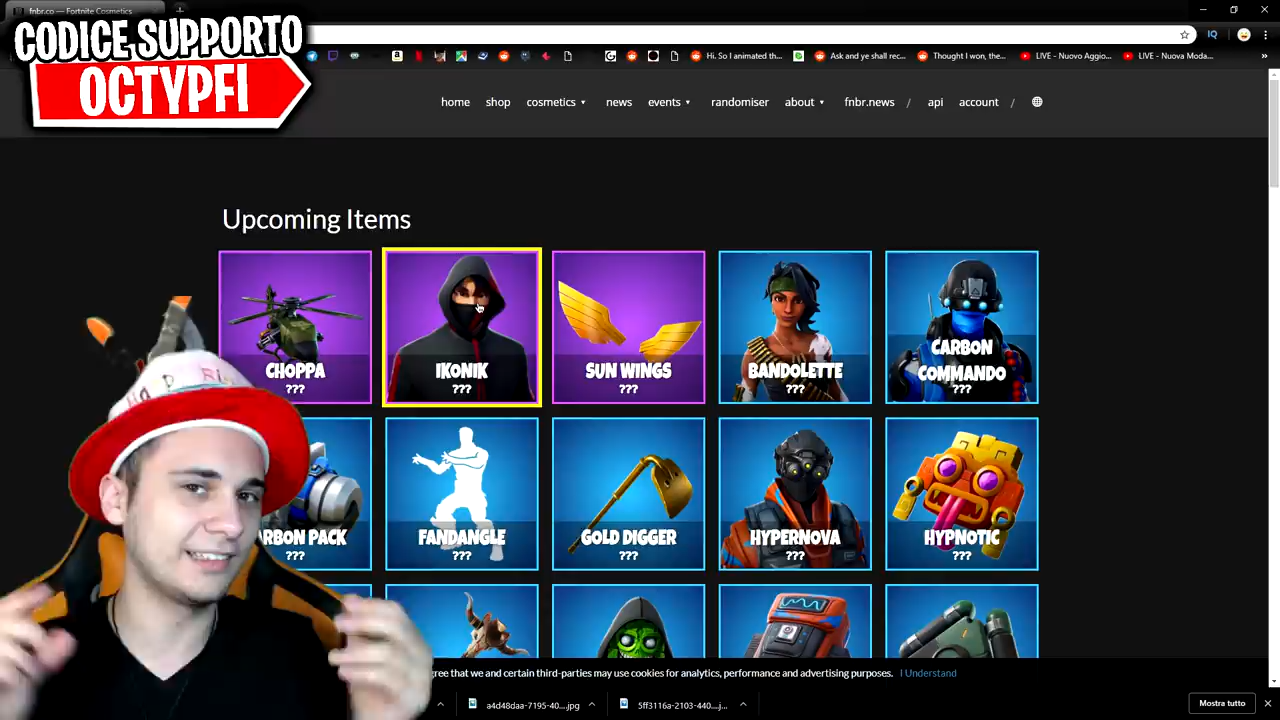 fnbr.co — Fortnite Cosmetics
CODICE SUPPORTO
OCTYPFI
Hi. So I animated th...
Ask and ye shall rec...
Thought I won, the...
LIVE - Nuovo Aggio...
LIVE - Nuova Moda...
home shop cosmetics news events randomiser about fnbr.news / api account /
Upcoming Items
CHOPPA
???
IKONIK
???
SUN WINGS
???
BANDOLETTE
???
CARBON
COMMANDO
???
ARBON PACK
???
FANDANGLE
???
GOLD DIGGER
???
HYPERNOVA
???
HYPNOTIC
???
gree that we and certain third-parties may use cookies for analytics, performance and advertising purposes. I Understand
a4d48daa-7195-40....jpg
5ff3116a-2103-440....j...
Mostra tutto